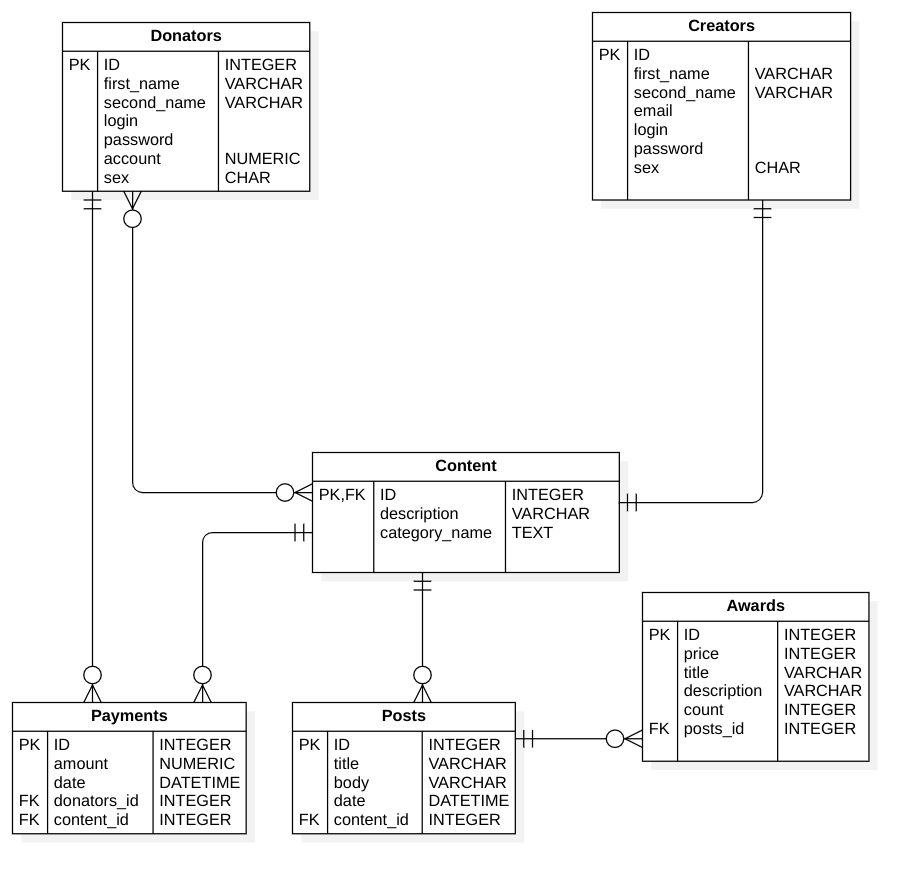 Donators
PK ID INTEGER
first_name VARCHAR
second_name VARCHAR
login
password
account NUMERIC
sex CHAR
Creators
PK ID
first_name VARCHAR
second_name VARCHAR
email
login
password
sex CHAR
Content
PK,FK ID INTEGER
description VARCHAR
category_name TEXT
Awards
PK ID INTEGER
price INTEGER
title VARCHAR
description VARCHAR
count INTEGER
FK posts_id INTEGER
Payments
PK ID INTEGER
amount NUMERIC
date DATETIME
FK donators_id INTEGER
FK content_id INTEGER
Posts
PK ID INTEGER
title VARCHAR
body VARCHAR
date DATETIME
FK content_id INTEGER